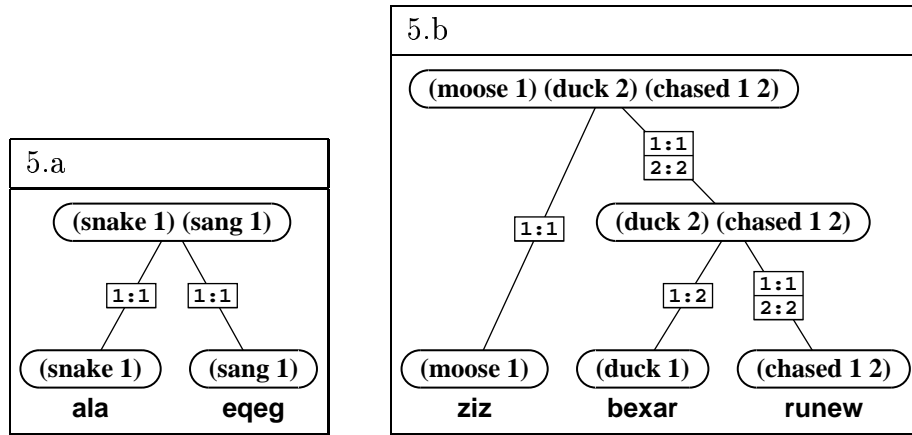 5.a
(snake 1) (sang 1)
1:1 1:1
(snake 1) (sang 1)
ala eqeg
5.b
(moose 1) (duck 2) (chased 1 2)
1:1
2:2
1:1
(duck 2) (chased 1 2)
1:2
1:1
2:2
(moose 1) (duck 1) (chased 1 2)
ziz bexar runew